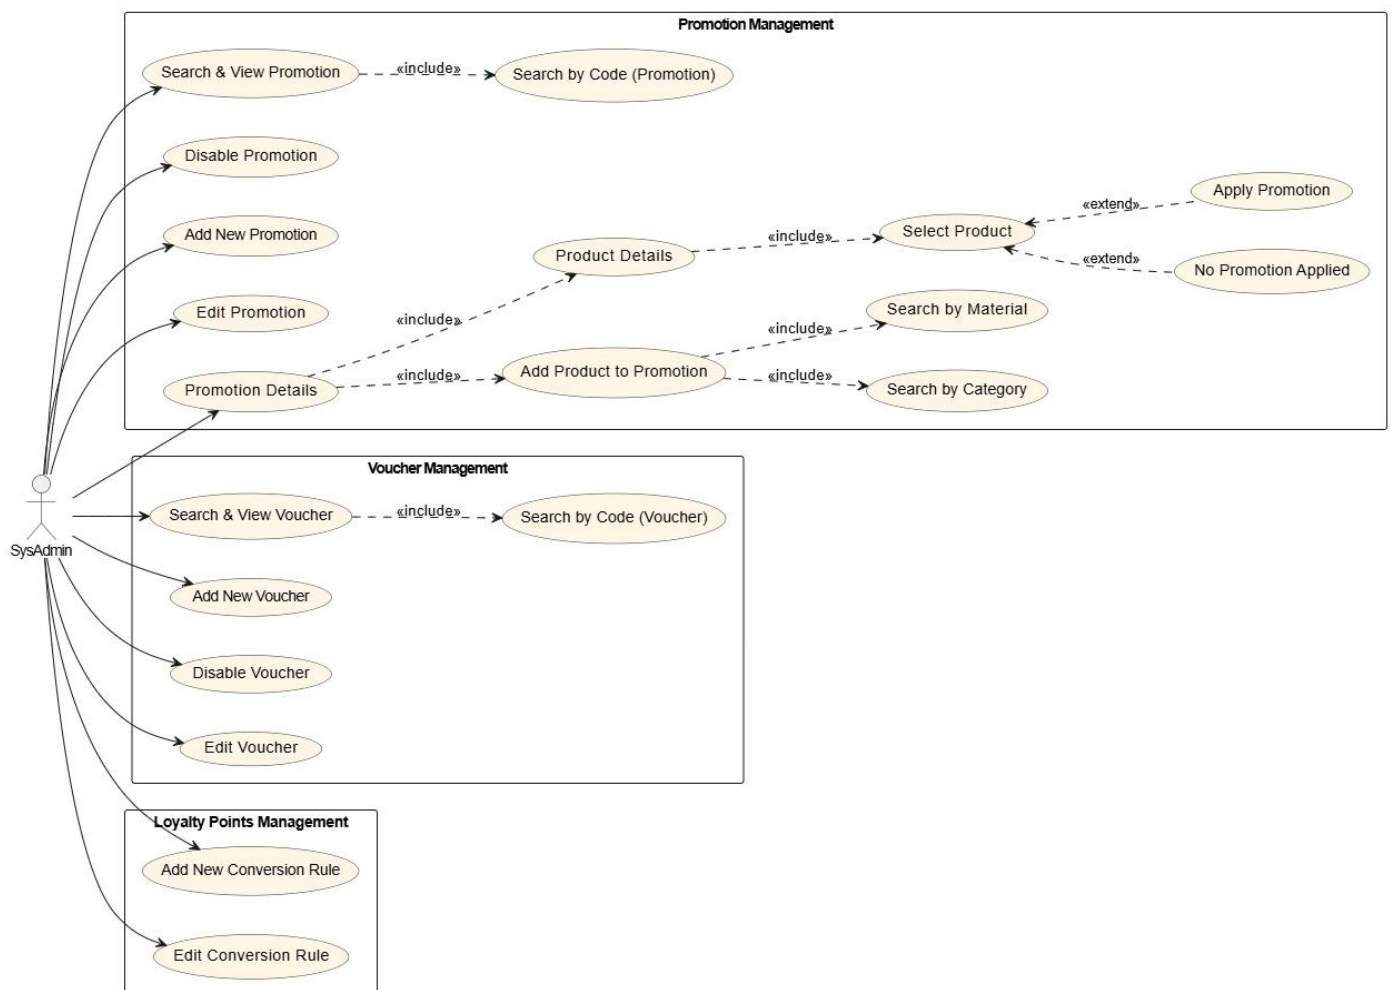 Promotion Management
Search & View Promotion
«include»
Search by Code (Promotion)
Disable Promotion
Apply Promotion
«extend»
Add New Promotion
Select Product
«include»
Product Details
«extend»
No Promotion Applied
Edit Promotion
«include»
Search by Material
«include»
Add Product to Promotion
Promotion Details
«include»
«include»
Search by Category
Voucher Management
Search & View Voucher
«include»
Search by Code (Voucher)
SysAdmin
Add New Voucher
Disable Voucher
Edit Voucher
Loyalty Points Management
Add New Conversion Rule
Edit Conversion Rule